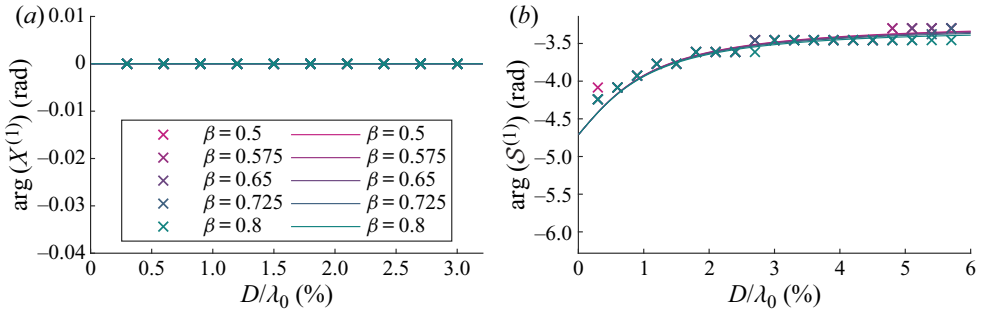 (a)
0.01
0
−0.01
−0.02
−0.03
−0.04
arg (X⁽¹⁾) (rad)
β = 0.5 β = 0.5
β = 0.575 β = 0.575
β = 0.65 β = 0.65
β = 0.725 β = 0.725
β = 0.8 β = 0.8
0 0.5 1.0 1.5 2.0 2.5 3.0
D/λ₀ (%)
(b)
−3.5
−4.0
−4.5
−5.0
−5.5
−6.0
arg (𝒮⁽¹⁾) (rad)
0 1 2 3 4 5 6
D/λ₀ (%)